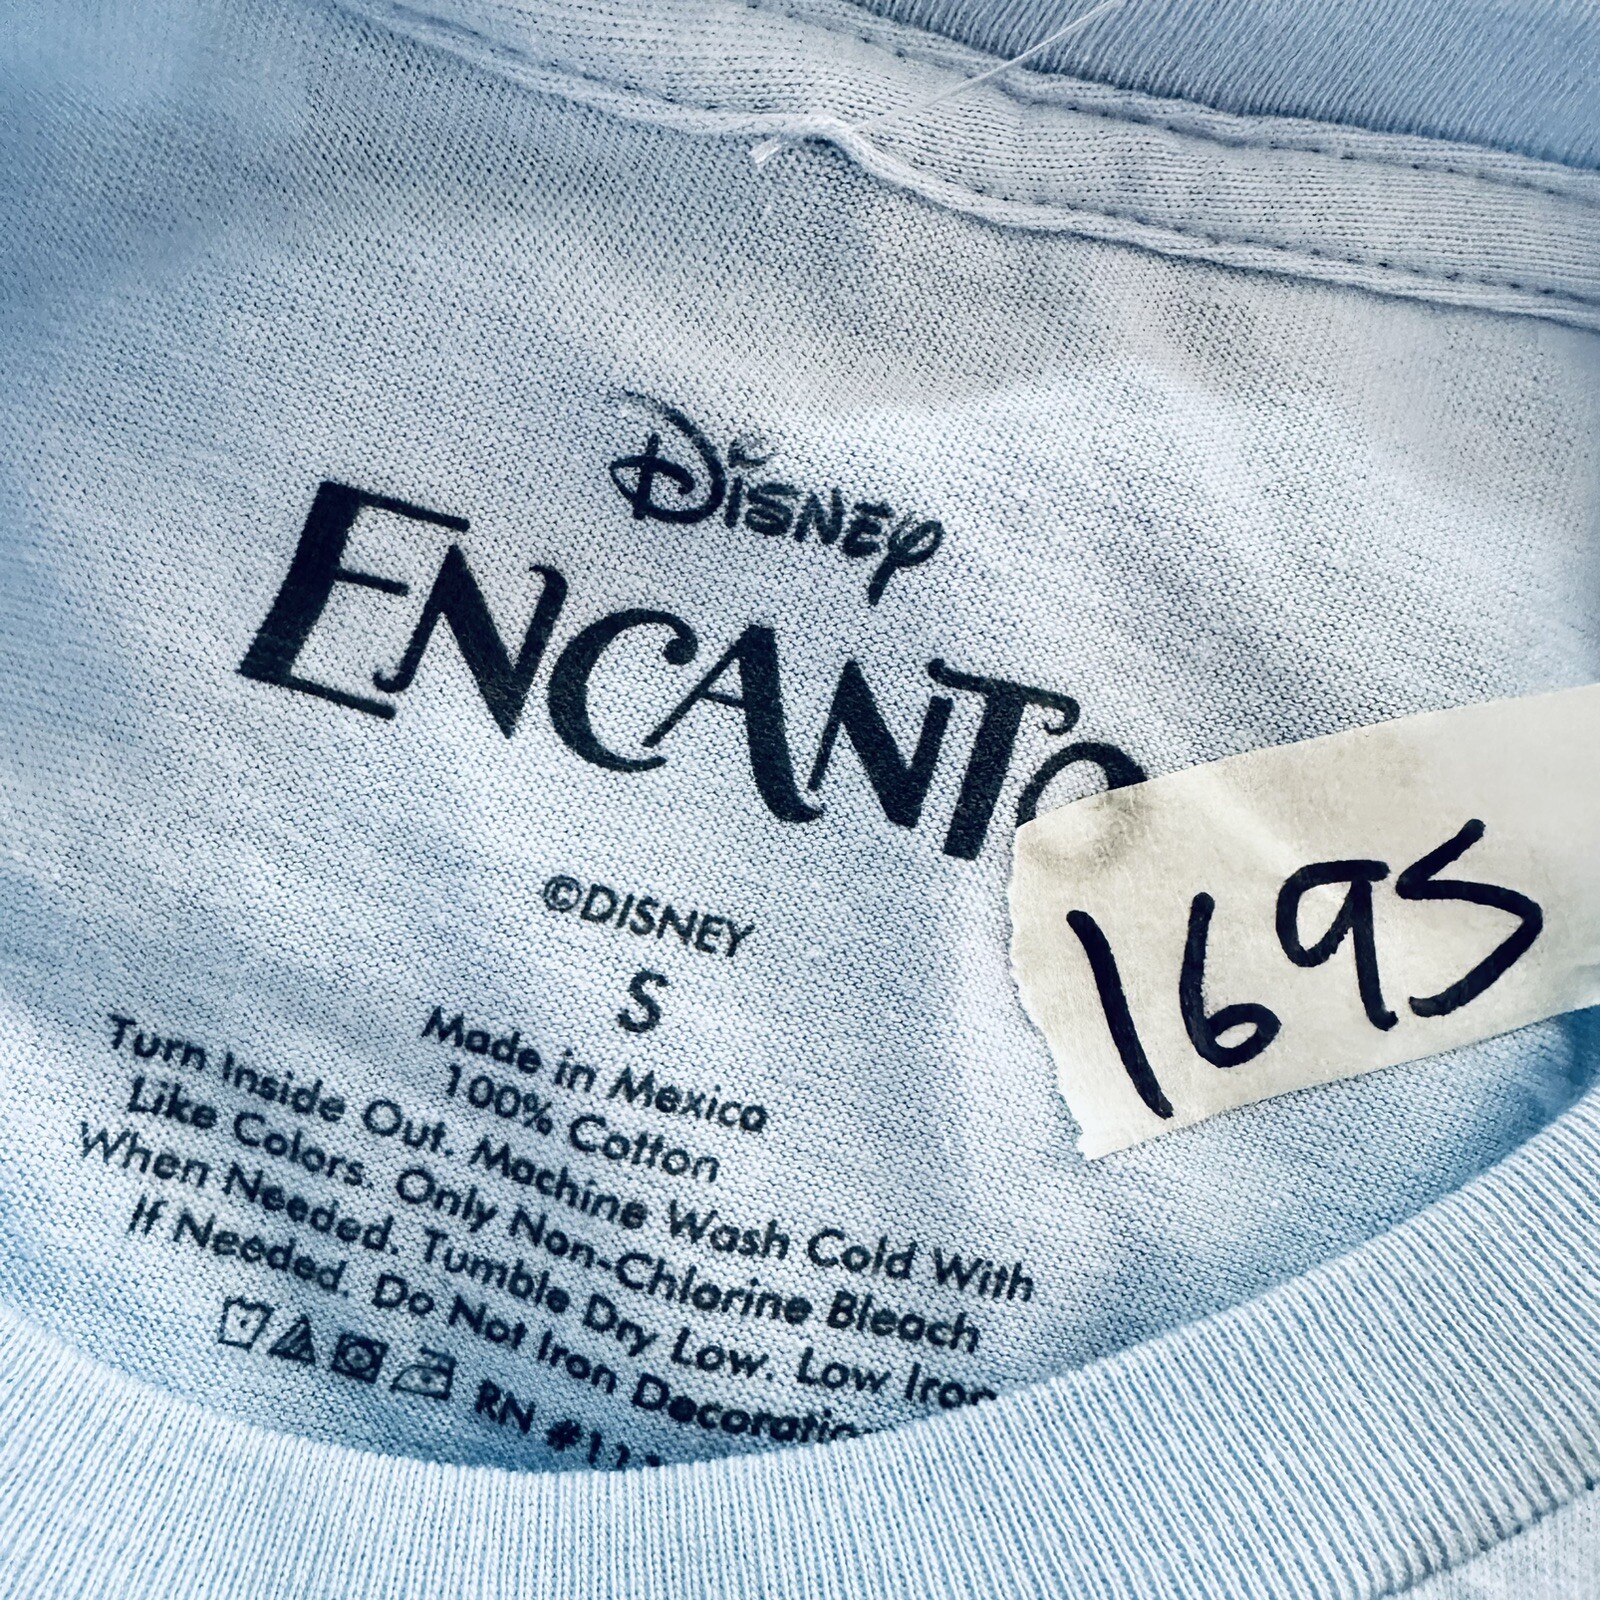 Disney
ENCANTO
1695
©DISNEY
S
Made in Mexico
100% Cotton
Turn Inside Out. Machine Wash Cold With
Like Colors. Only Non-Chlorine Bleach
When Needed. Tumble Dry Low. Low Iron
If Needed. Do Not Iron
RN